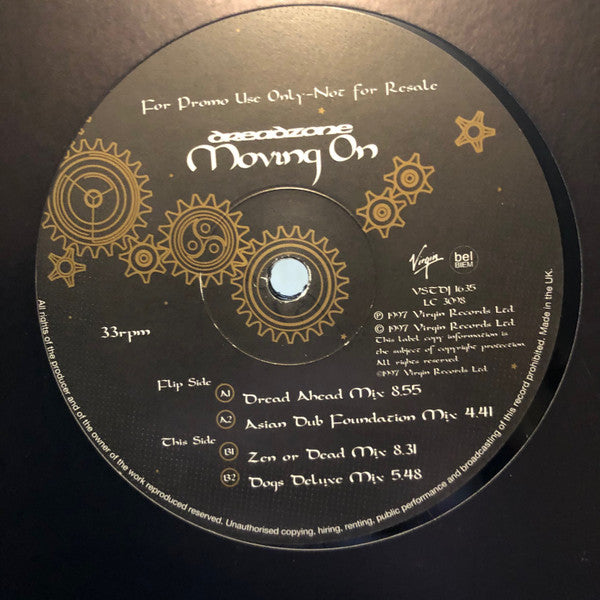 For Promo Use Only-Not for Resale
dreadzone
Moving On
Virgin
bel
BIEM
VSTDJ 1635
LC 3098
℗ 1997 Virgin Records Ltd.
© 1997 Virgin Records Ltd.
This label copy information is
the subject of copyright protection.
All rights reserved.
©1997 Virgin Records Ltd
33rpm
Flip Side
A1 Dread Ahead Mix 8.55
A2 Asian Dub Foundation Mix 4.41
This Side
B1 Zen or Dead Mix 8.31
B2 Dogs Deluxe Mix 5.48
All rights of the producer and of the owner of the work reproduced reserved. Unauthorised copying, hiring, renting, public performance and broadcasting of this record prohibited. Made in the UK.